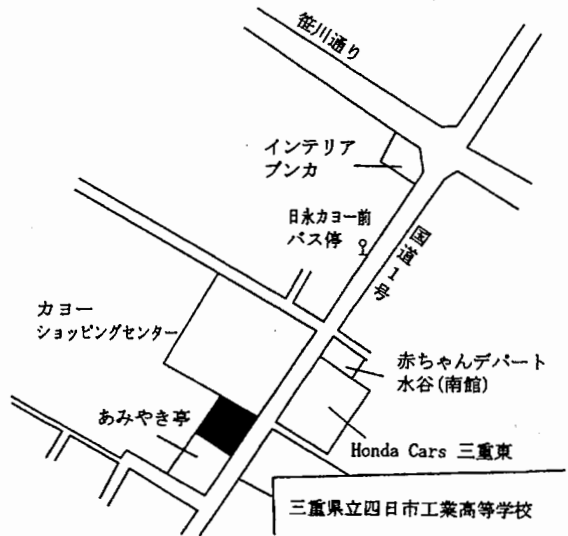 笹川通り
インテリア
ブンカ
日永カヨー前
バス停
国道1号
カヨー
ショッピングセンター
赤ちゃんデパート
水谷(南館)
あみやき亭
Honda Cars 三重東
三重県立四日市工業高等学校